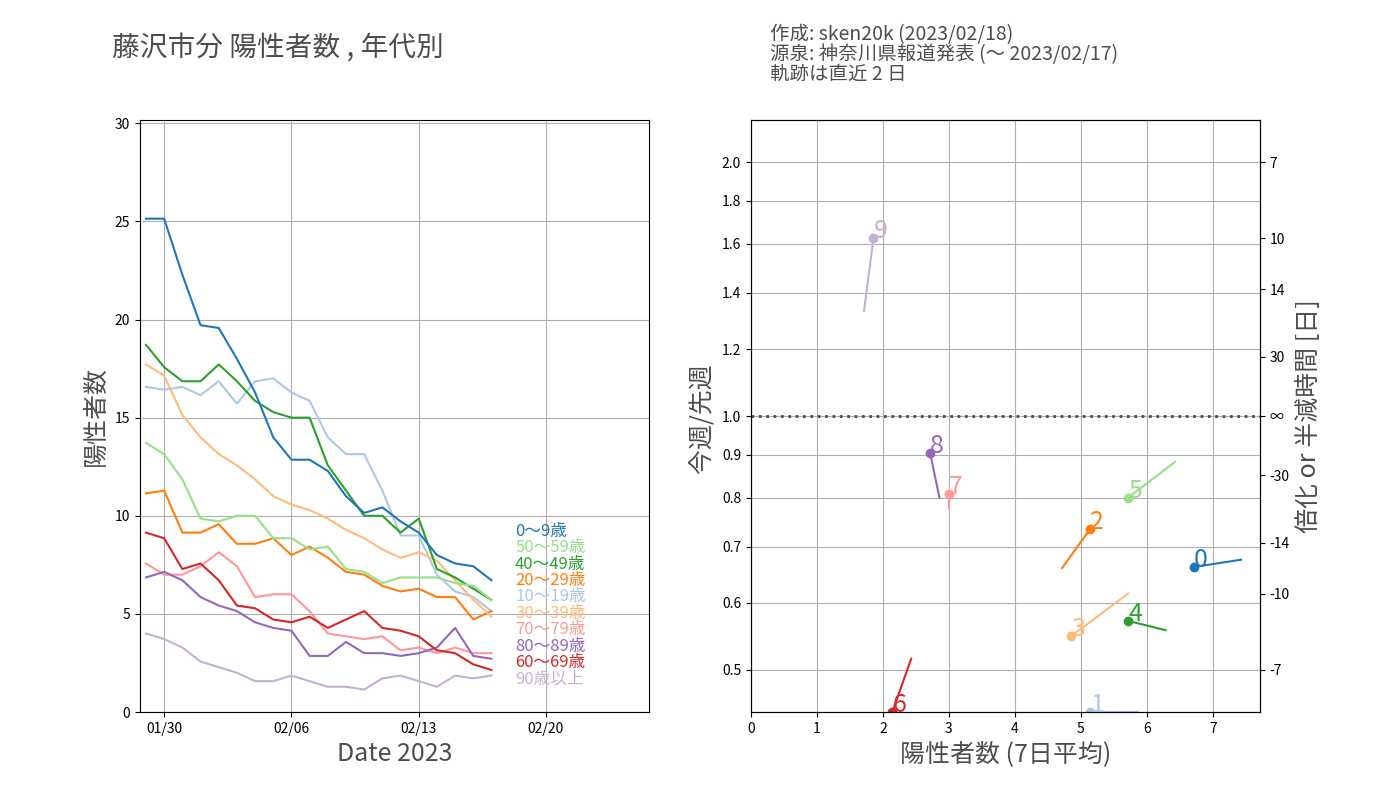 藤沢市分 陽性者数 , 年代別
作成: sken20k (2023/02/18)
源泉: 神奈川県報道発表 (〜 2023/02/17)
軌跡は直近 2 日
30
25
20
15
10
5
0
陽性者数
01/30
02/06
02/13
02/20
Date 2023
0〜9歳
50〜59歳
40〜49歳
20〜29歳
10〜19歳
30〜39歳
70〜79歳
80〜89歳
60〜69歳
90歳以上
2.0
1.8
1.6
1.4
1.2
1.0
0.9
0.8
0.7
0.6
0.5
今週/先週
9
8
7
5
2
0
4
3
6
1
0
1
2
3
4
5
6
7
陽性者数 (7日平均)
7
10
14
30
∞
-30
-14
-10
-7
倍化 or 半減時間 [日]